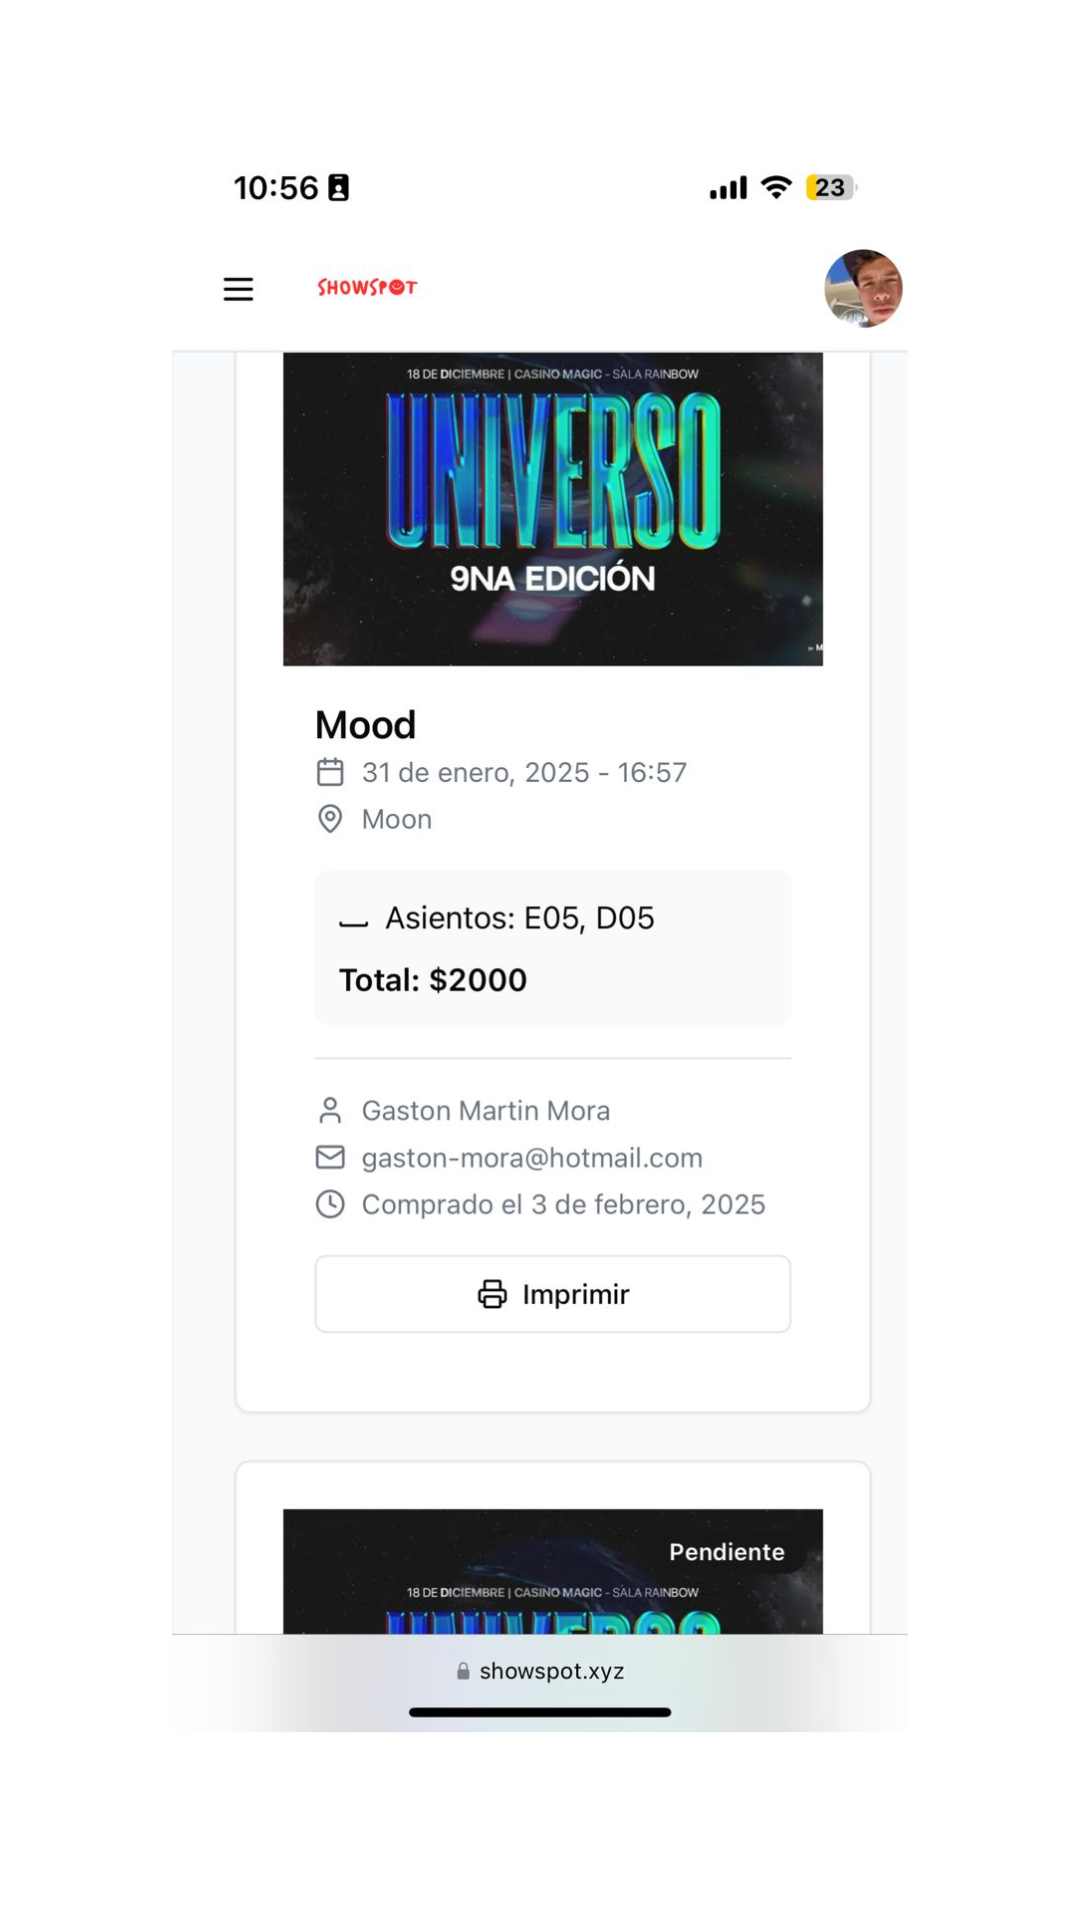 10:56
23
SHOWSPOT
18 DE DICIEMBRE | CASINO MAGIC - SALA RAINBOW
UNIVERSO
9NA EDICIÓN
Mood
31 de enero, 2025 - 16:57
Moon
Asientos: E05, D05
Total: $2000
Gaston Martin Mora
gaston-mora@hotmail.com
Comprado el 3 de febrero, 2025
Imprimir
Pendiente
18 DE DICIEMBRE | CASINO MAGIC - SALA RAINBOW
UNIVERSO
showspot.xyz